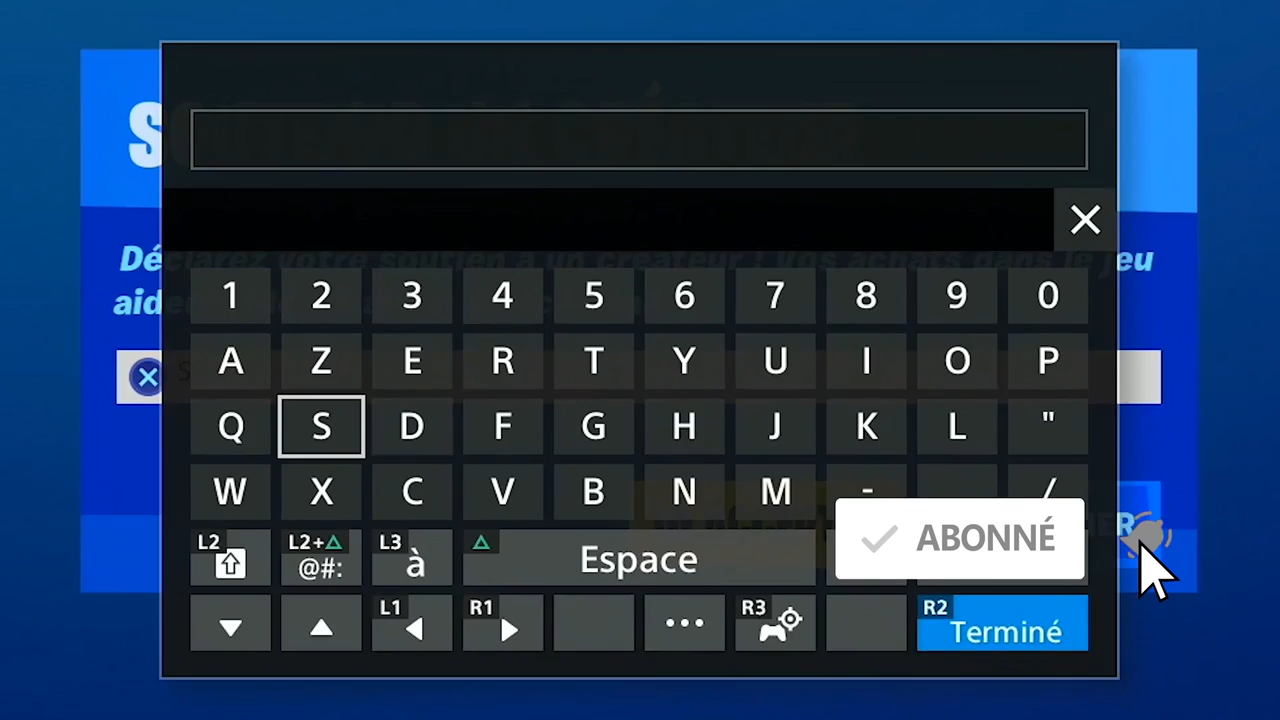 Déclarez votre soutien à un créateur ! Vos achats dans le jeu
1 2 3 4 5 6 7 8 9 0
A Z E R T Y U I O P
Q S D F G H J K L "
W X C V B N M - /
L2 L2+△ @#: L3 à △ Espace
ABONNÉ
L1 R1 ... R3 R2 Terminé